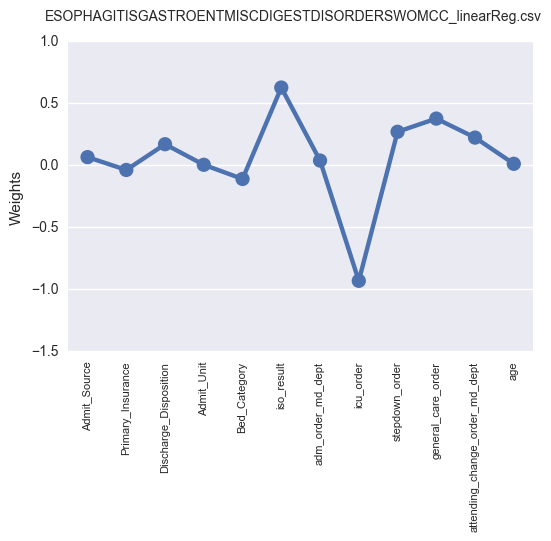 ESOPHAGITISGASTROENTMISCDIGESTDISORDERSWOMCC_linearReg.csv
1.0
0.5
0.0
−0.5
−1.0
−1.5
Weights
Admit_Source
Primary_Insurance
Discharge_Disposition
Admit_Unit
Bed_Category
iso_result
adm_order_md_dept
icu_order
stepdown_order
general_care_order
attending_change_order_md_dept
age